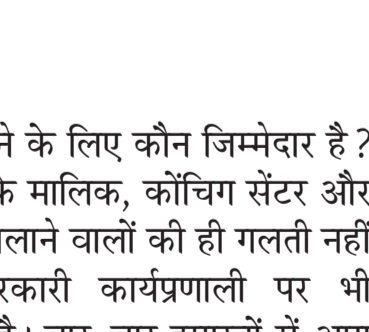 ने के लिए कौन जिम्मेदार है ?
के मालिक, कोंचिग सेंटर और
लाने वालों की ही गलती नहीं
रकारी कार्यप्रणाली पर भी